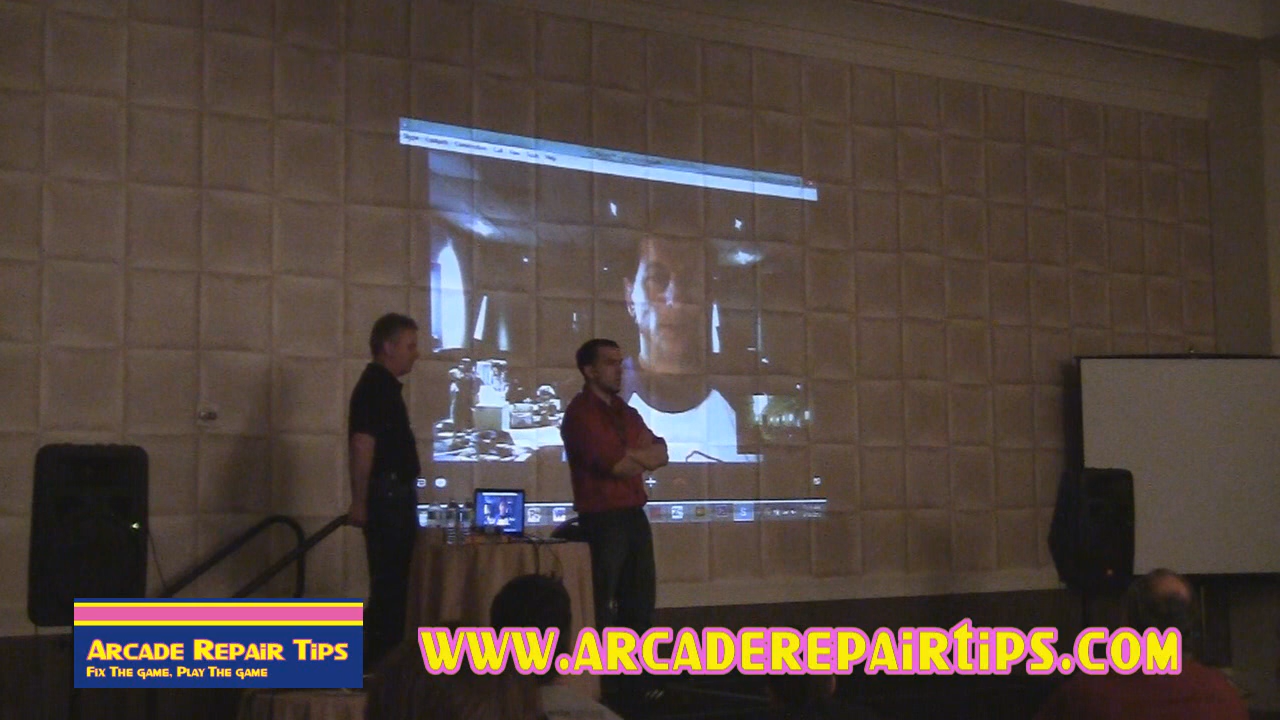 ARCADE REPAIR TIPS
FIX THE GAME, PLAY THE GAME
WWW.ARCADEREPAIRTIPS.COM